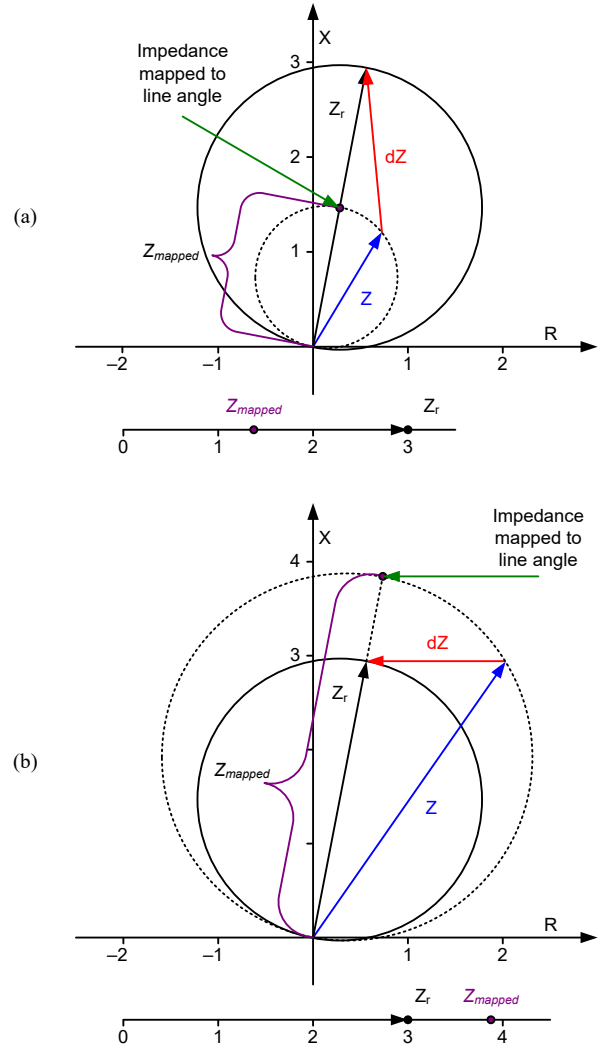 X
Impedance
mapped to
line angle
3
Zr
2
dZ
(a)
Zmapped
1
Z
R
–2
–1
1
2
Zmapped
Zr
0
1
2
3
Impedance
mapped to
line angle
X
4
dZ
3
Zr
(b)
Zmapped
Z
R
–2
–1
1
2
Zr
Zmapped
0
1
2
3
4